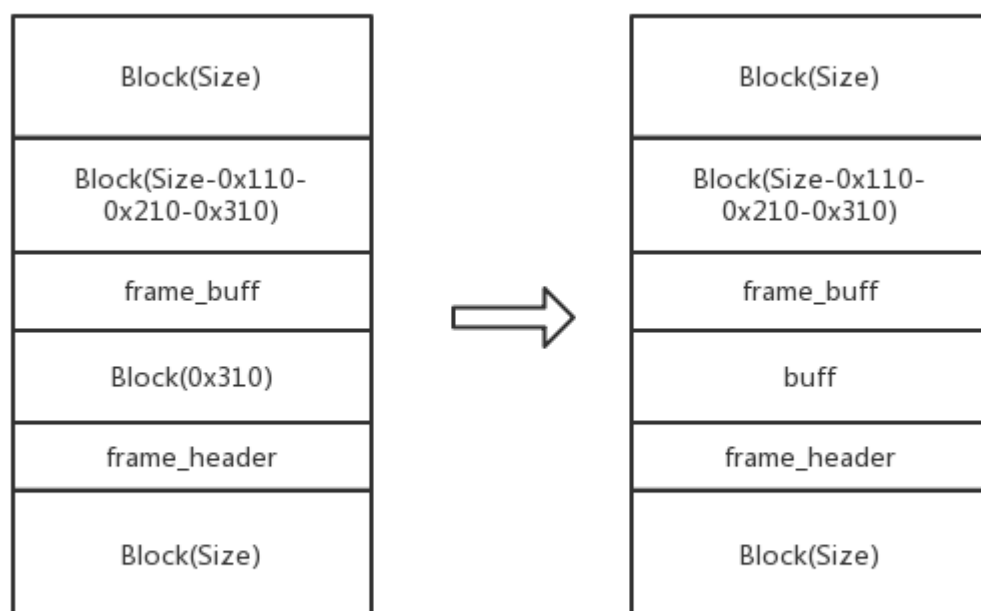 Block(Size)
Block(Size-0x110-
0x210-0x310)
frame_buff
Block(0x310)
frame_header
Block(Size)
Block(Size)
Block(Size-0x110-
0x210-0x310)
frame_buff
buff
frame_header
Block(Size)